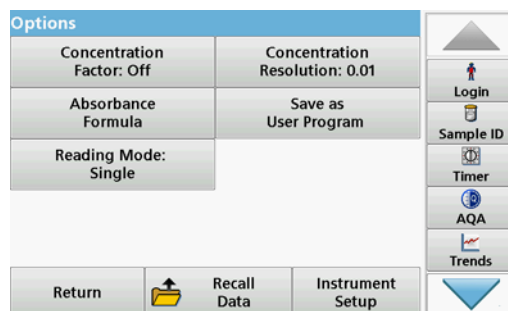 Options
Concentration
Factor: Off
Concentration
Resolution: 0.01
Absorbance
Formula
Save as
User Program
Reading Mode:
Single
Return
Recall
Data
Instrument
Setup
Login
Sample ID
Timer
AQA
Trends